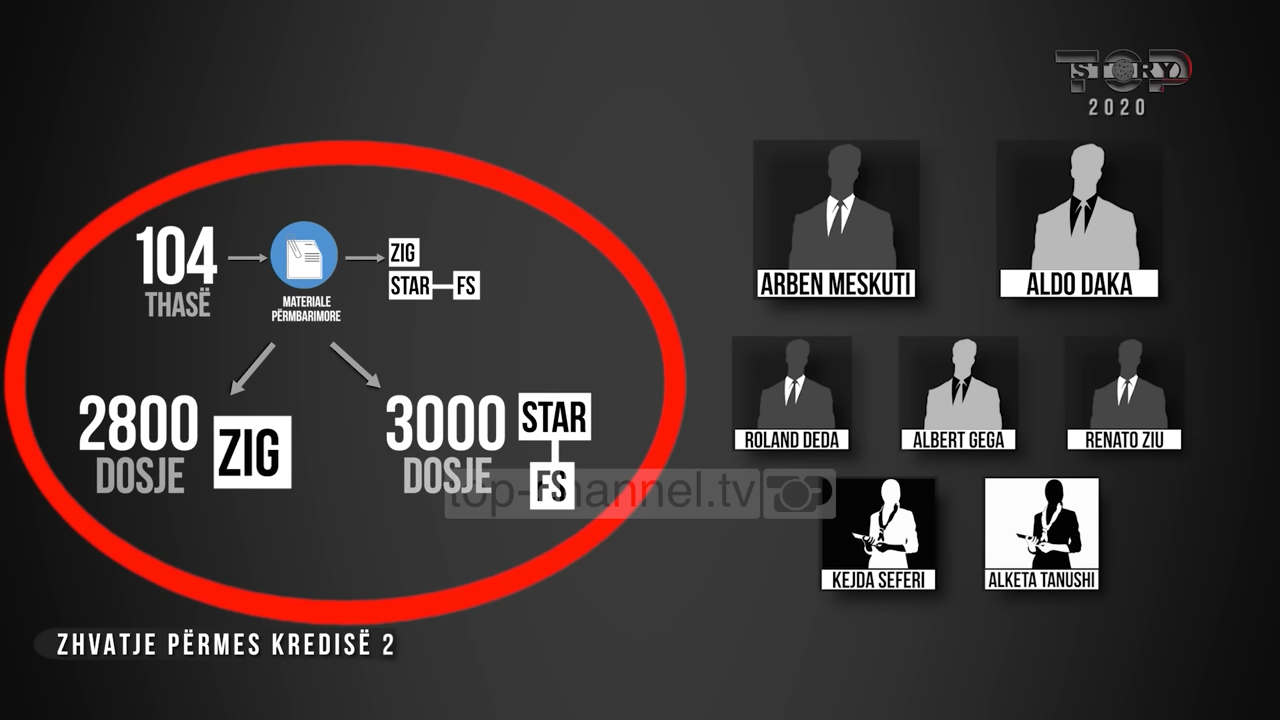 TOP
STORY
2020
104
THASË
MATERIALE
PËRMBARIMORE
ZIG
STAR
FS
2800
DOSJE
ZIG
3000
DOSJE
STAR
FS
ARBEN MESKUTI
ALDO DAKA
ROLAND DEDA
ALBERT GEGA
RENATO ZIU
KEJDA SEFERI
ALKETA TANUSHI
top-channel.tv
ZHVATJE PËRMES KREDISË 2